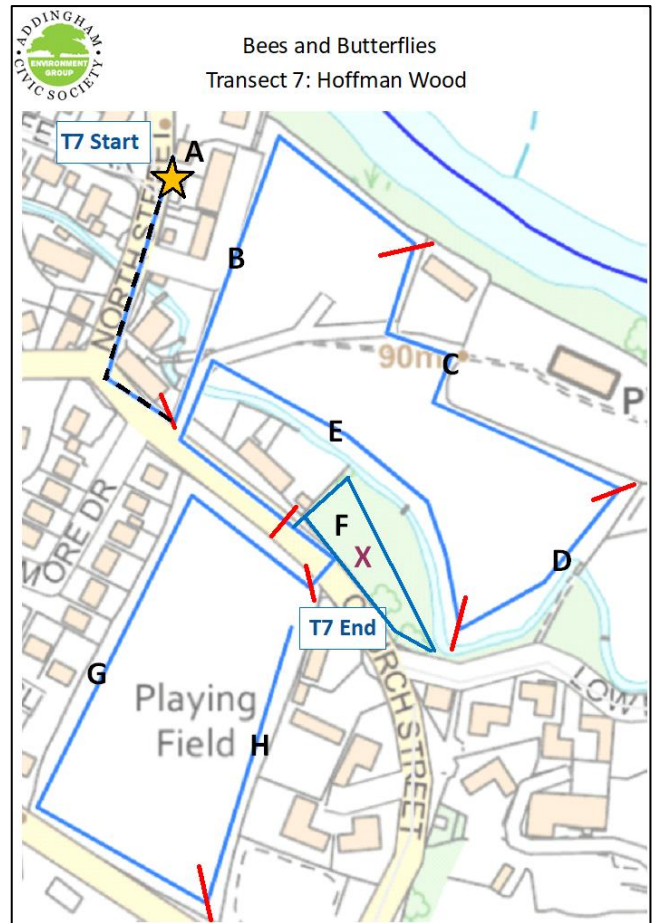 ADDINGHAM
CIVIC SOCIETY
ENVIRONMENT
GROUP
Bees and Butterflies
Transect 7: Hoffman Wood
T7 Start
A
B
NORTH STREET
90m
C
P
E
MORE DR
F
X
D
T7 End
LOW
G
Playing
Field
H
CHURCH STREET